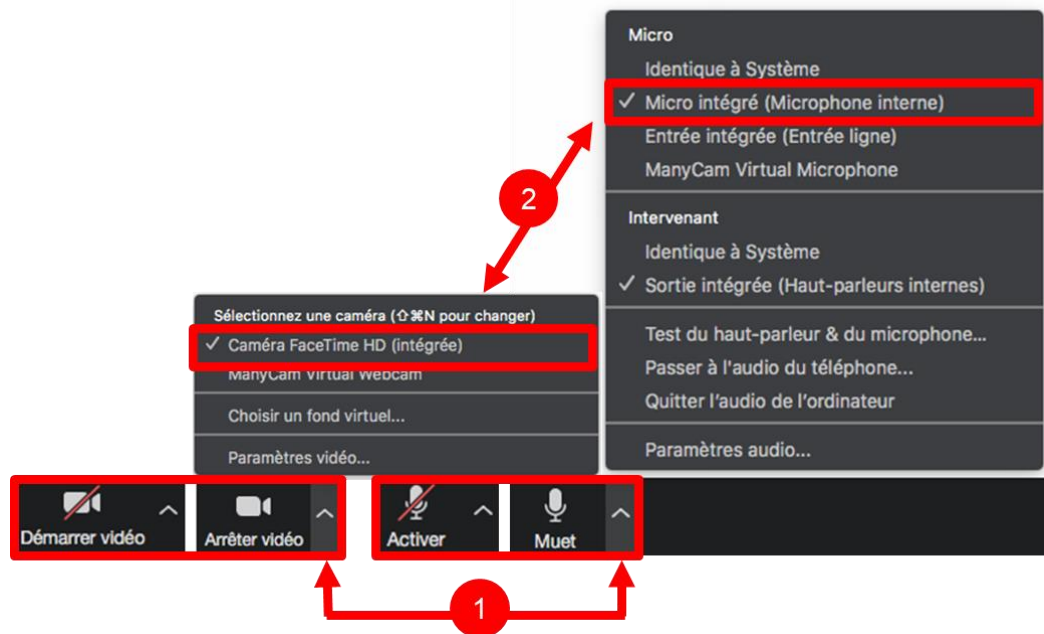 Micro
Identique à Système
✓ Micro intégré (Microphone interne)
Entrée intégrée (Entrée ligne)
ManyCam Virtual Microphone
Intervenant
Identique à Système
✓ Sortie intégrée (Haut-parleurs internes)
Test du haut-parleur & du microphone...
Passer à l'audio du téléphone...
Quitter l'audio de l'ordinateur
Paramètres audio...
2
Sélectionnez une caméra (⇧⌘N pour changer)
✓ Caméra FaceTime HD (intégrée)
ManyCam Virtual Webcam
Choisir un fond virtuel...
Paramètres vidéo...
Démarrer vidéo
Arrêter vidéo
Activer
Muet
1